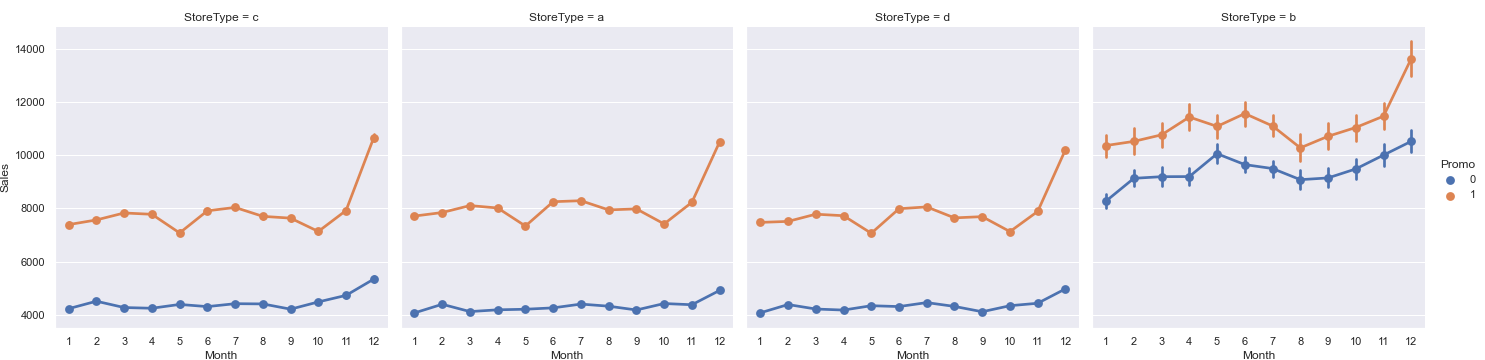 StoreType = c
StoreType = a
StoreType = d
StoreType = b
Sales
14000
12000
10000
8000
6000
4000
1 2 3 4 5 6 7 8 9 10 11 12
Month
1 2 3 4 5 6 7 8 9 10 11 12
Month
1 2 3 4 5 6 7 8 9 10 11 12
Month
1 2 3 4 5 6 7 8 9 10 11 12
Month
Promo
0
1